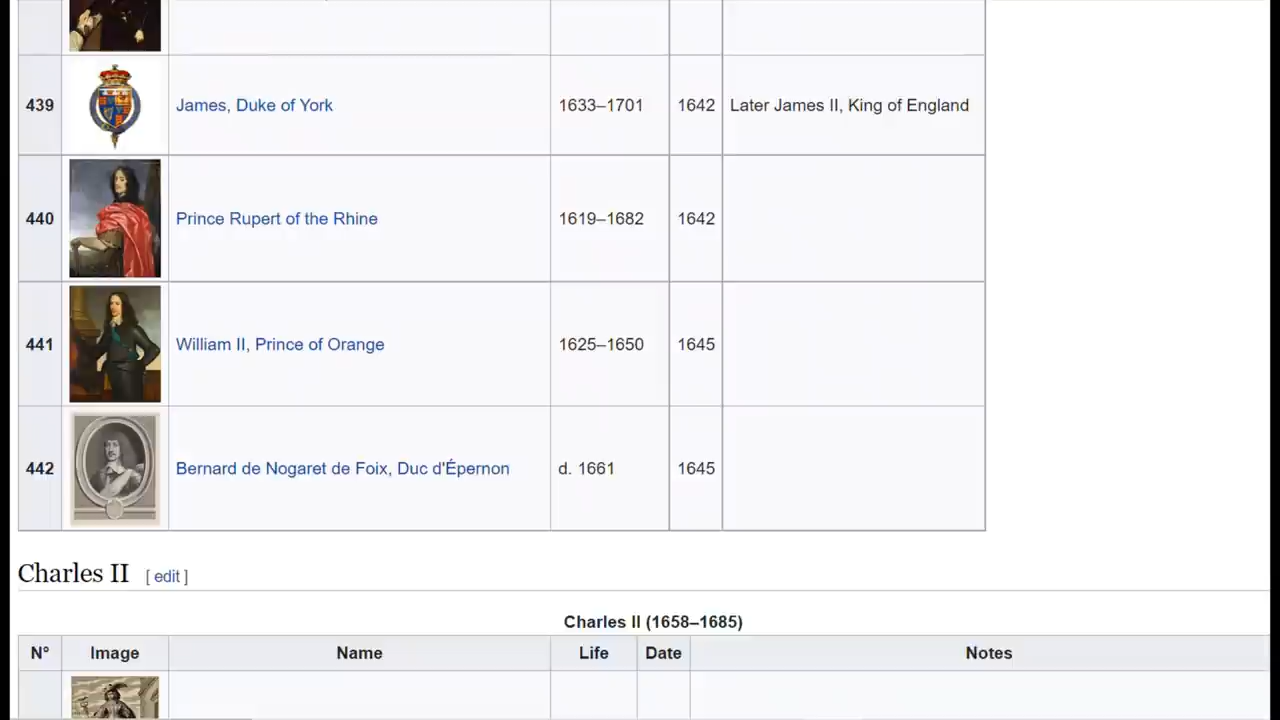 439 James, Duke of York 1633–1701 1642 Later James II, King of England
440 Prince Rupert of the Rhine 1619–1682 1642
441 William II, Prince of Orange 1625–1650 1645
442 Bernard de Nogaret de Foix, Duc d'Épernon d. 1661 1645
Charles II [ edit ]
Charles II (1658–1685)
N° Image Name Life Date Notes